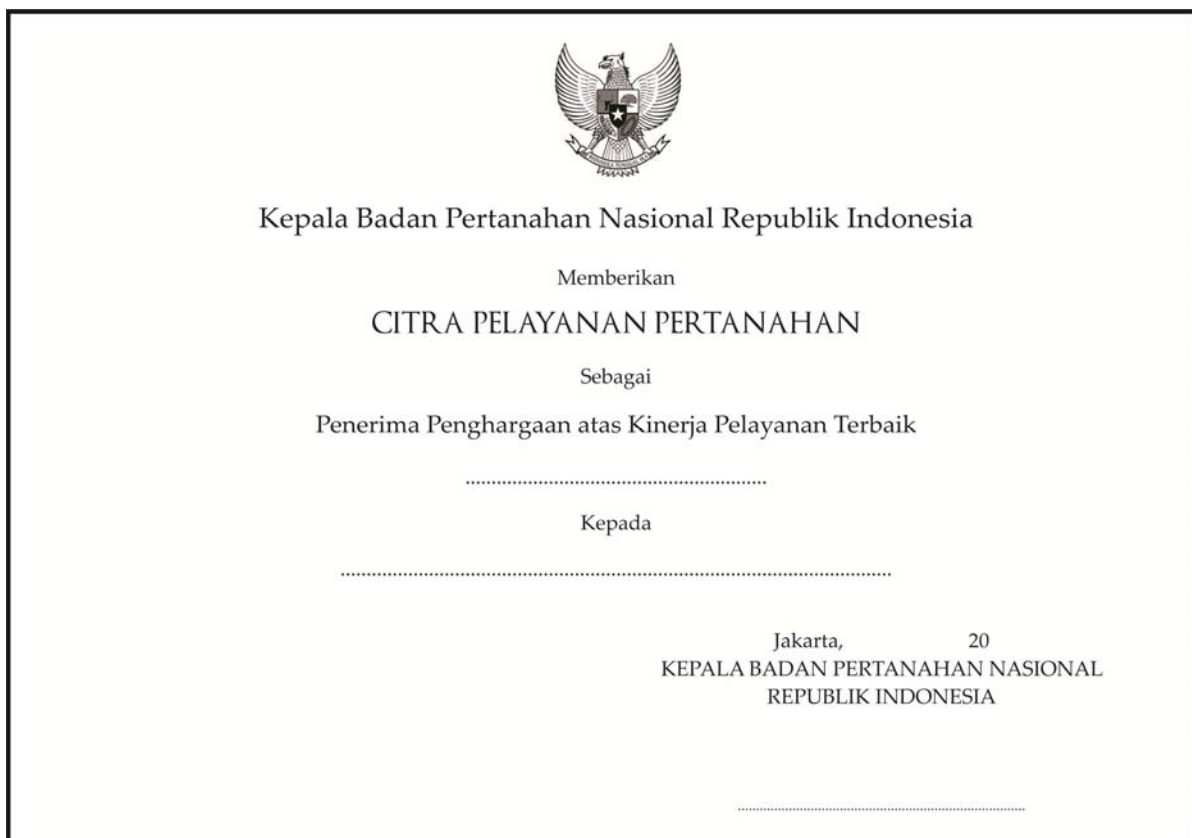 Kepala Badan Pertanahan Nasional Republik Indonesia
Memberikan
CITRA PELAYANAN PERTANAHAN
Sebagai
Penerima Penghargaan atas Kinerja Pelayanan Terbaik
..........................................................
Kepada
..........................................................................................................
Jakarta, 20
KEPALA BADAN PERTANAHAN NASIONAL
REPUBLIK INDONESIA
..........................................................................